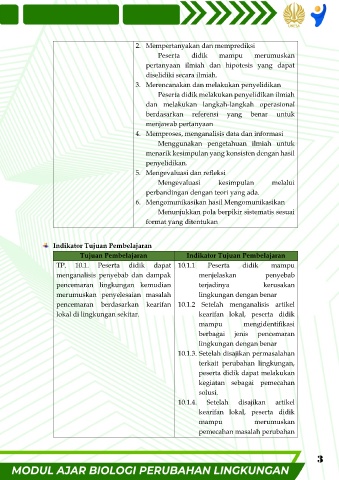 2. Mempertanyakan dan memprediksi
Peserta didik mampu merumuskan
pertanyaan ilmiah dan hipotesis yang dapat
diselidiki secara ilmiah.
3. Merencanakan dan melakukan penyelidikan
Peserta didik melakukan penyelidikan ilmiah
dan melakukan langkah-langkah operasional
berdasarkan referensi yang benar untuk
menjawab pertanyaan
4. Memproses, menganalisis data dan informasi
Menggunakan pengetahuan ilmiah untuk
menarik kesimpulan yang konsisten dengan hasil
penyelidikan.
5. Mengevaluasi dan refleksi
Mengevaluasi kesimpulan melalui
perbandingan dengan teori yang ada.
6. Mengomunikasikan hasil Mengomunikasikan
Menunjukkan pola berpikir sistematis sesuai
format yang ditentukan
Indikator Tujuan Pembelajaran
Tujuan Pembelajaran
TP. 10.1. Peserta didik dapat
menganalisis penyebab dan dampak
pencemaran lingkungan kemudian
merumuskan penyelesaian masalah
pencemaran berdasarkan kearifan
lokal di lingkungan sekitar.
Indikator Tujuan Pembelajaran
10.1.1 Peserta didik mampu
menjelaskan penyebab
terjadinya kerusakan
lingkungan dengan benar
10.1.2 Setelah menganalisis artikel
kearifan lokal, peserta didik
mampu mengidentifikasi
berbagai jenis pencemaran
lingkungan dengan benar
10.1.3. Setelah disajikan permasalahan
terkait perubahan lingkungan,
peserta didik dapat melakukan
kegiatan sebagai pemecahan
solusi.
10.1.4. Setelah disajikan artikel
kearifan lokal, peserta didik
mampu merumuskan
pemecahan masalah perubahan
3
MODUL AJAR BIOLOGI PERUBAHAN LINGKUNGAN